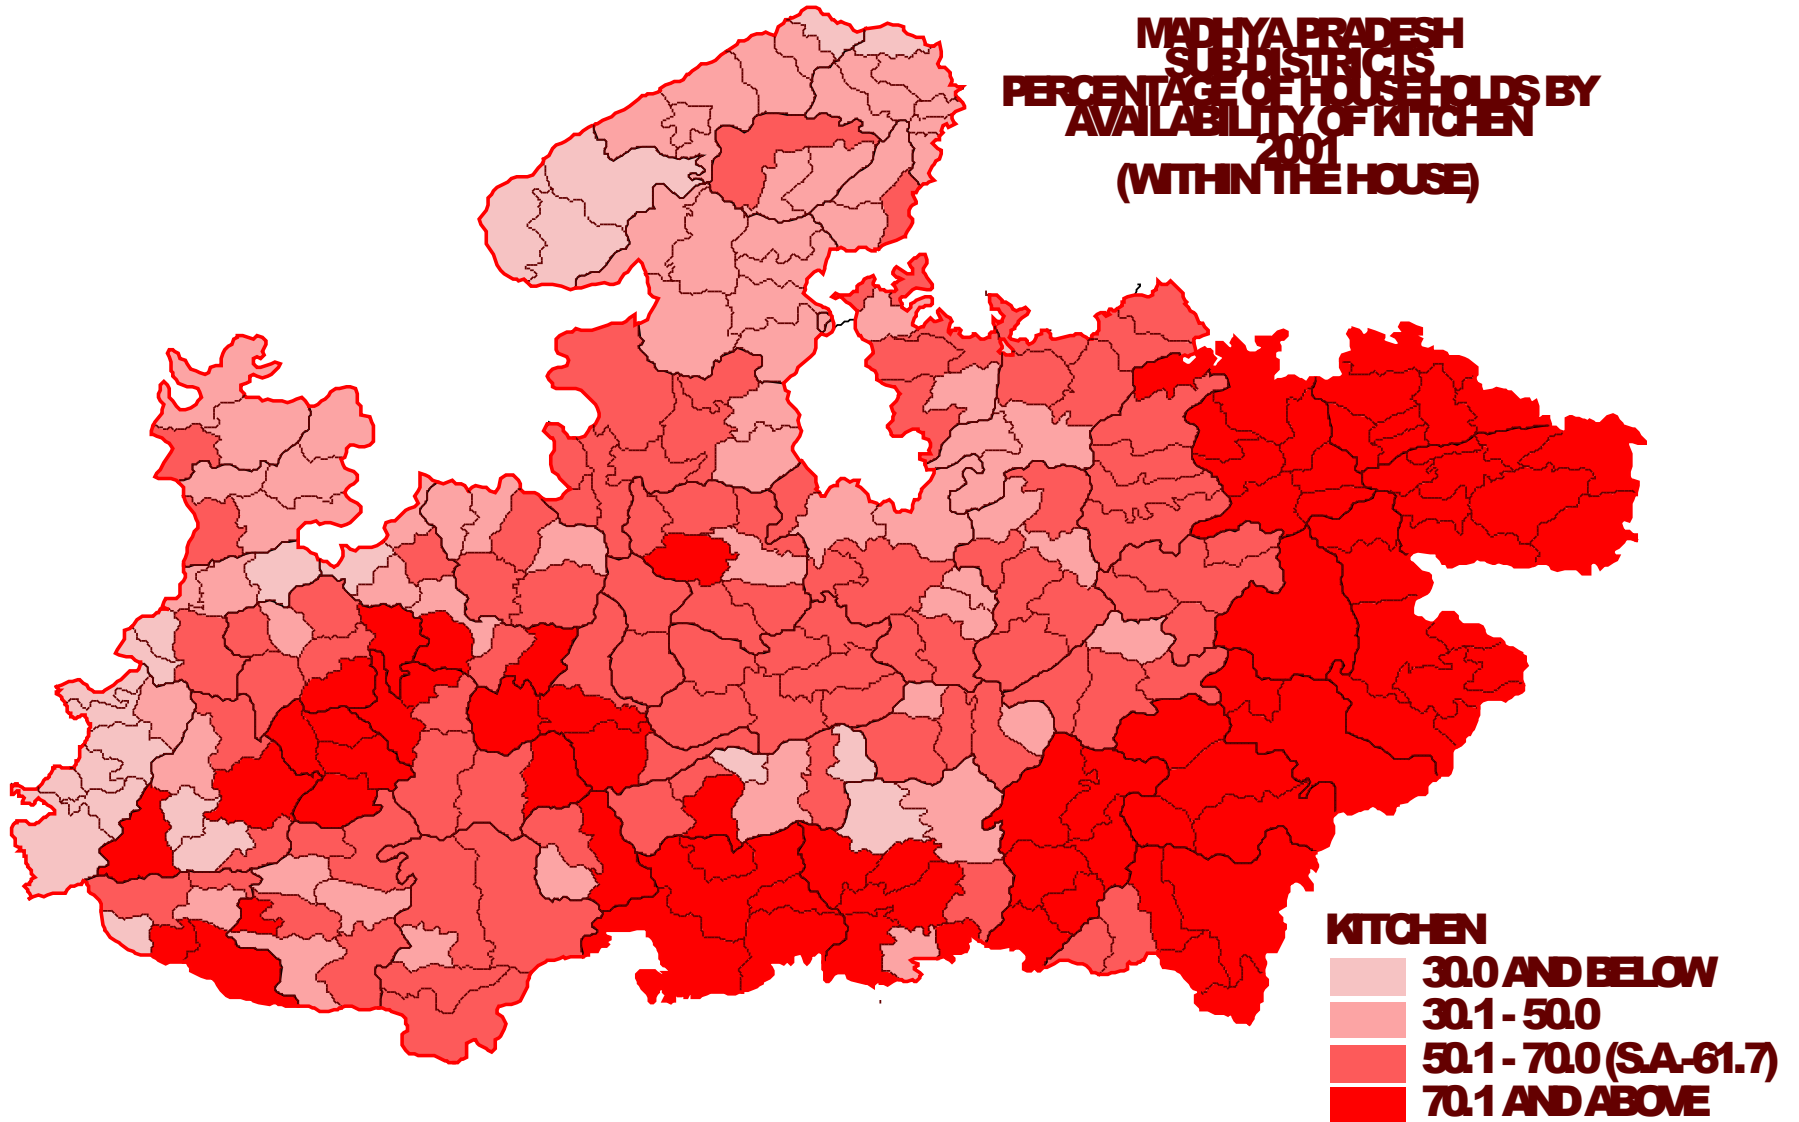 MADHYA PRADESH
SUB-DISTRICTS
PERCENTAGE OF HOUSEHOLDS BY
AVAILABILITY OF KITCHEN
2001
(WITHIN THE HOUSE)
KITCHEN
30.0 AND BELOW
30.1 - 50.0
50.1 - 70.0 (S.A.-61.7)
70.1 AND ABOVE